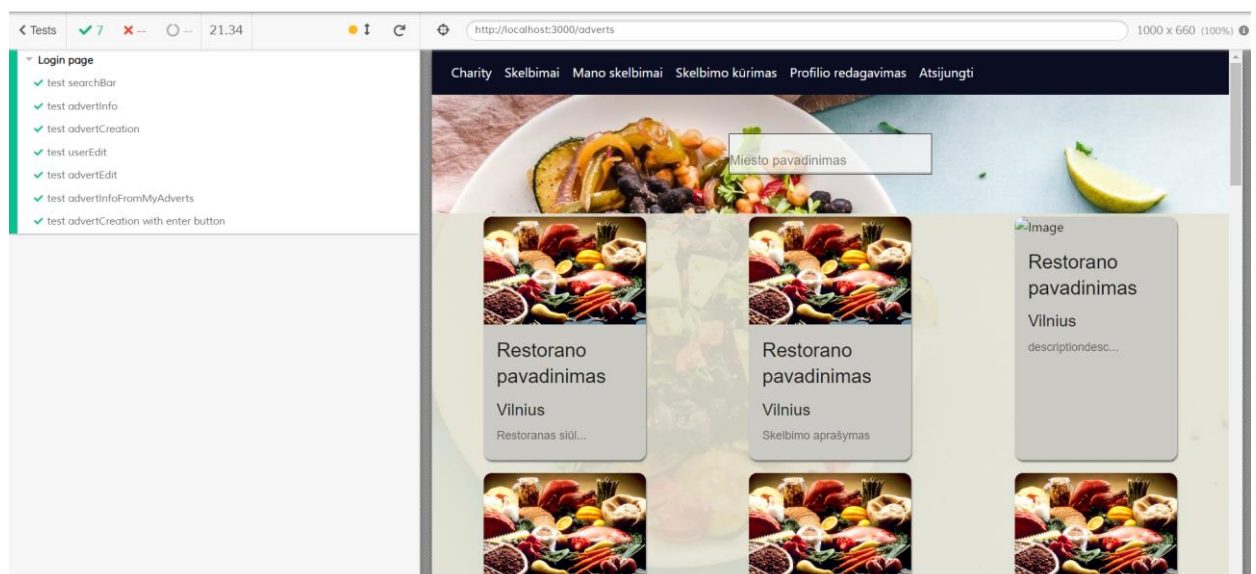 Tests 7 -- -- 21.34
http://localhost:3000/adverts
1000 x 660 (100%)
Login page
test searchBar
test advertInfo
test advertCreation
test userEdit
test advertEdit
test advertInfoFromMyAdverts
test advertCreation with enter button
Charity Skelbimai Mano skelbimai Skelbimo kūrimas Profilio redagavimas Atsijungti
Miesto pavadinimas
Restorano
pavadinimas
Vilnius
Restoranas siūl...
Restorano
pavadinimas
Vilnius
Skelbimo aprašymas
Image
Restorano
pavadinimas
Vilnius
descriptiondesc...